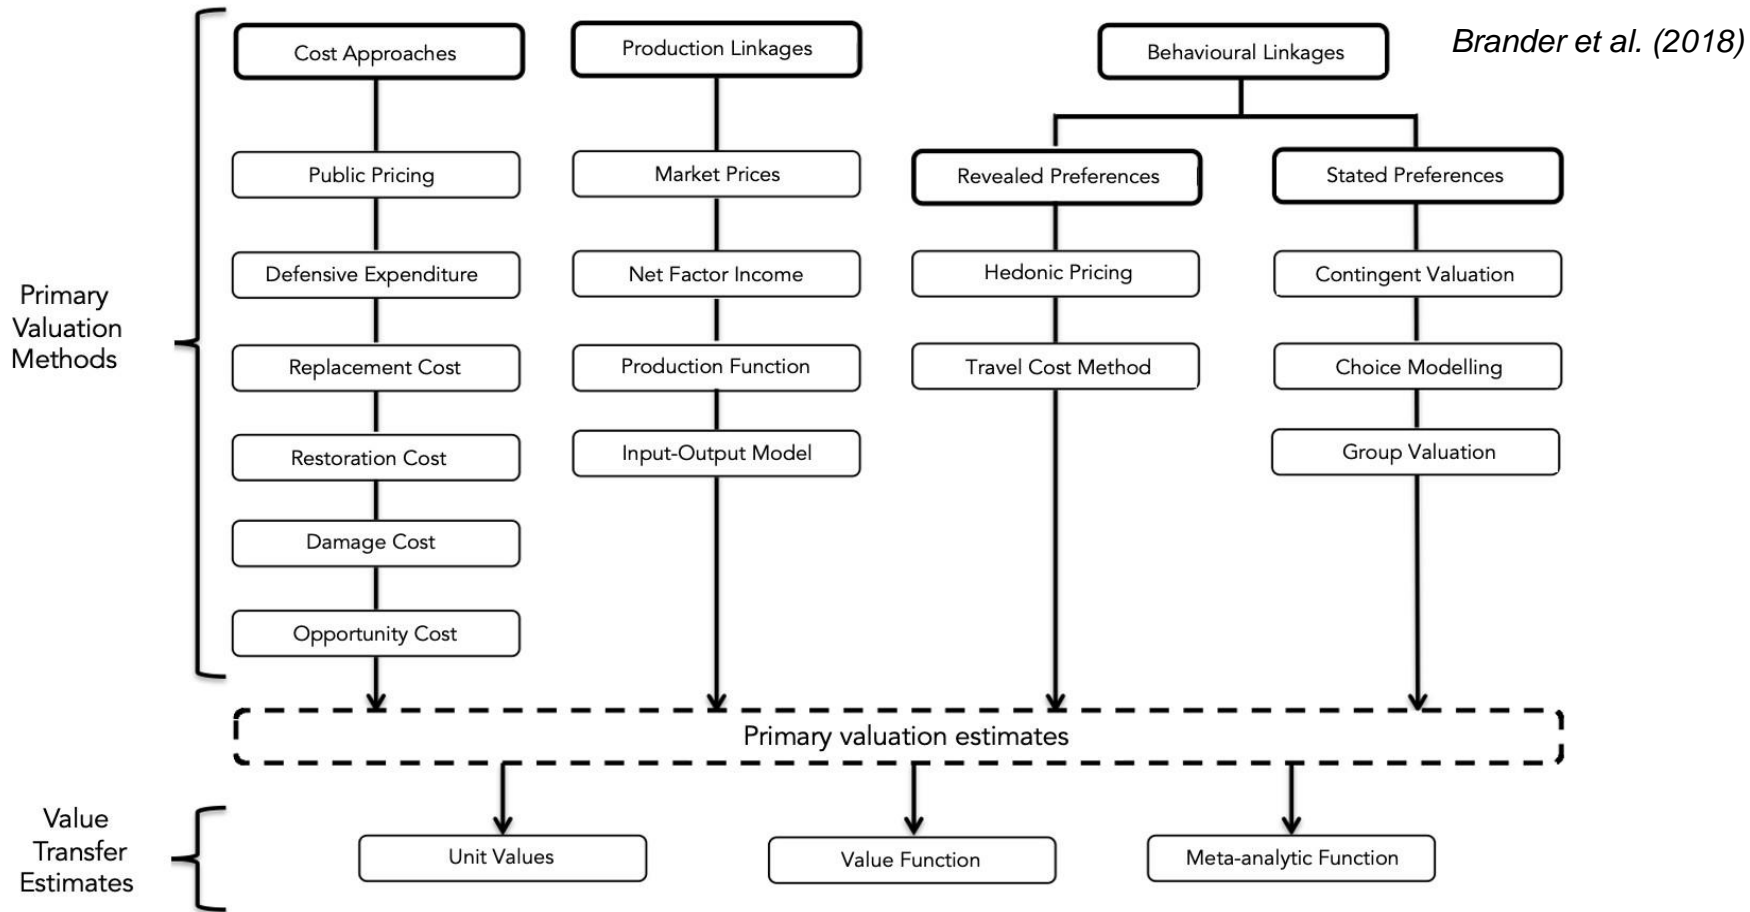 Cost Approaches
Production Linkages
Behavioural Linkages
Brander et al. (2018)
Public Pricing
Market Prices
Revealed Preferences
Stated Preferences
Defensive Expenditure
Net Factor Income
Hedonic Pricing
Contingent Valuation
Primary
Valuation
Methods
Replacement Cost
Production Function
Travel Cost Method
Choice Modelling
Restoration Cost
Input-Output Model
Group Valuation
Damage Cost
Opportunity Cost
Primary valuation estimates
Value
Transfer
Estimates
Unit Values
Value Function
Meta-analytic Function